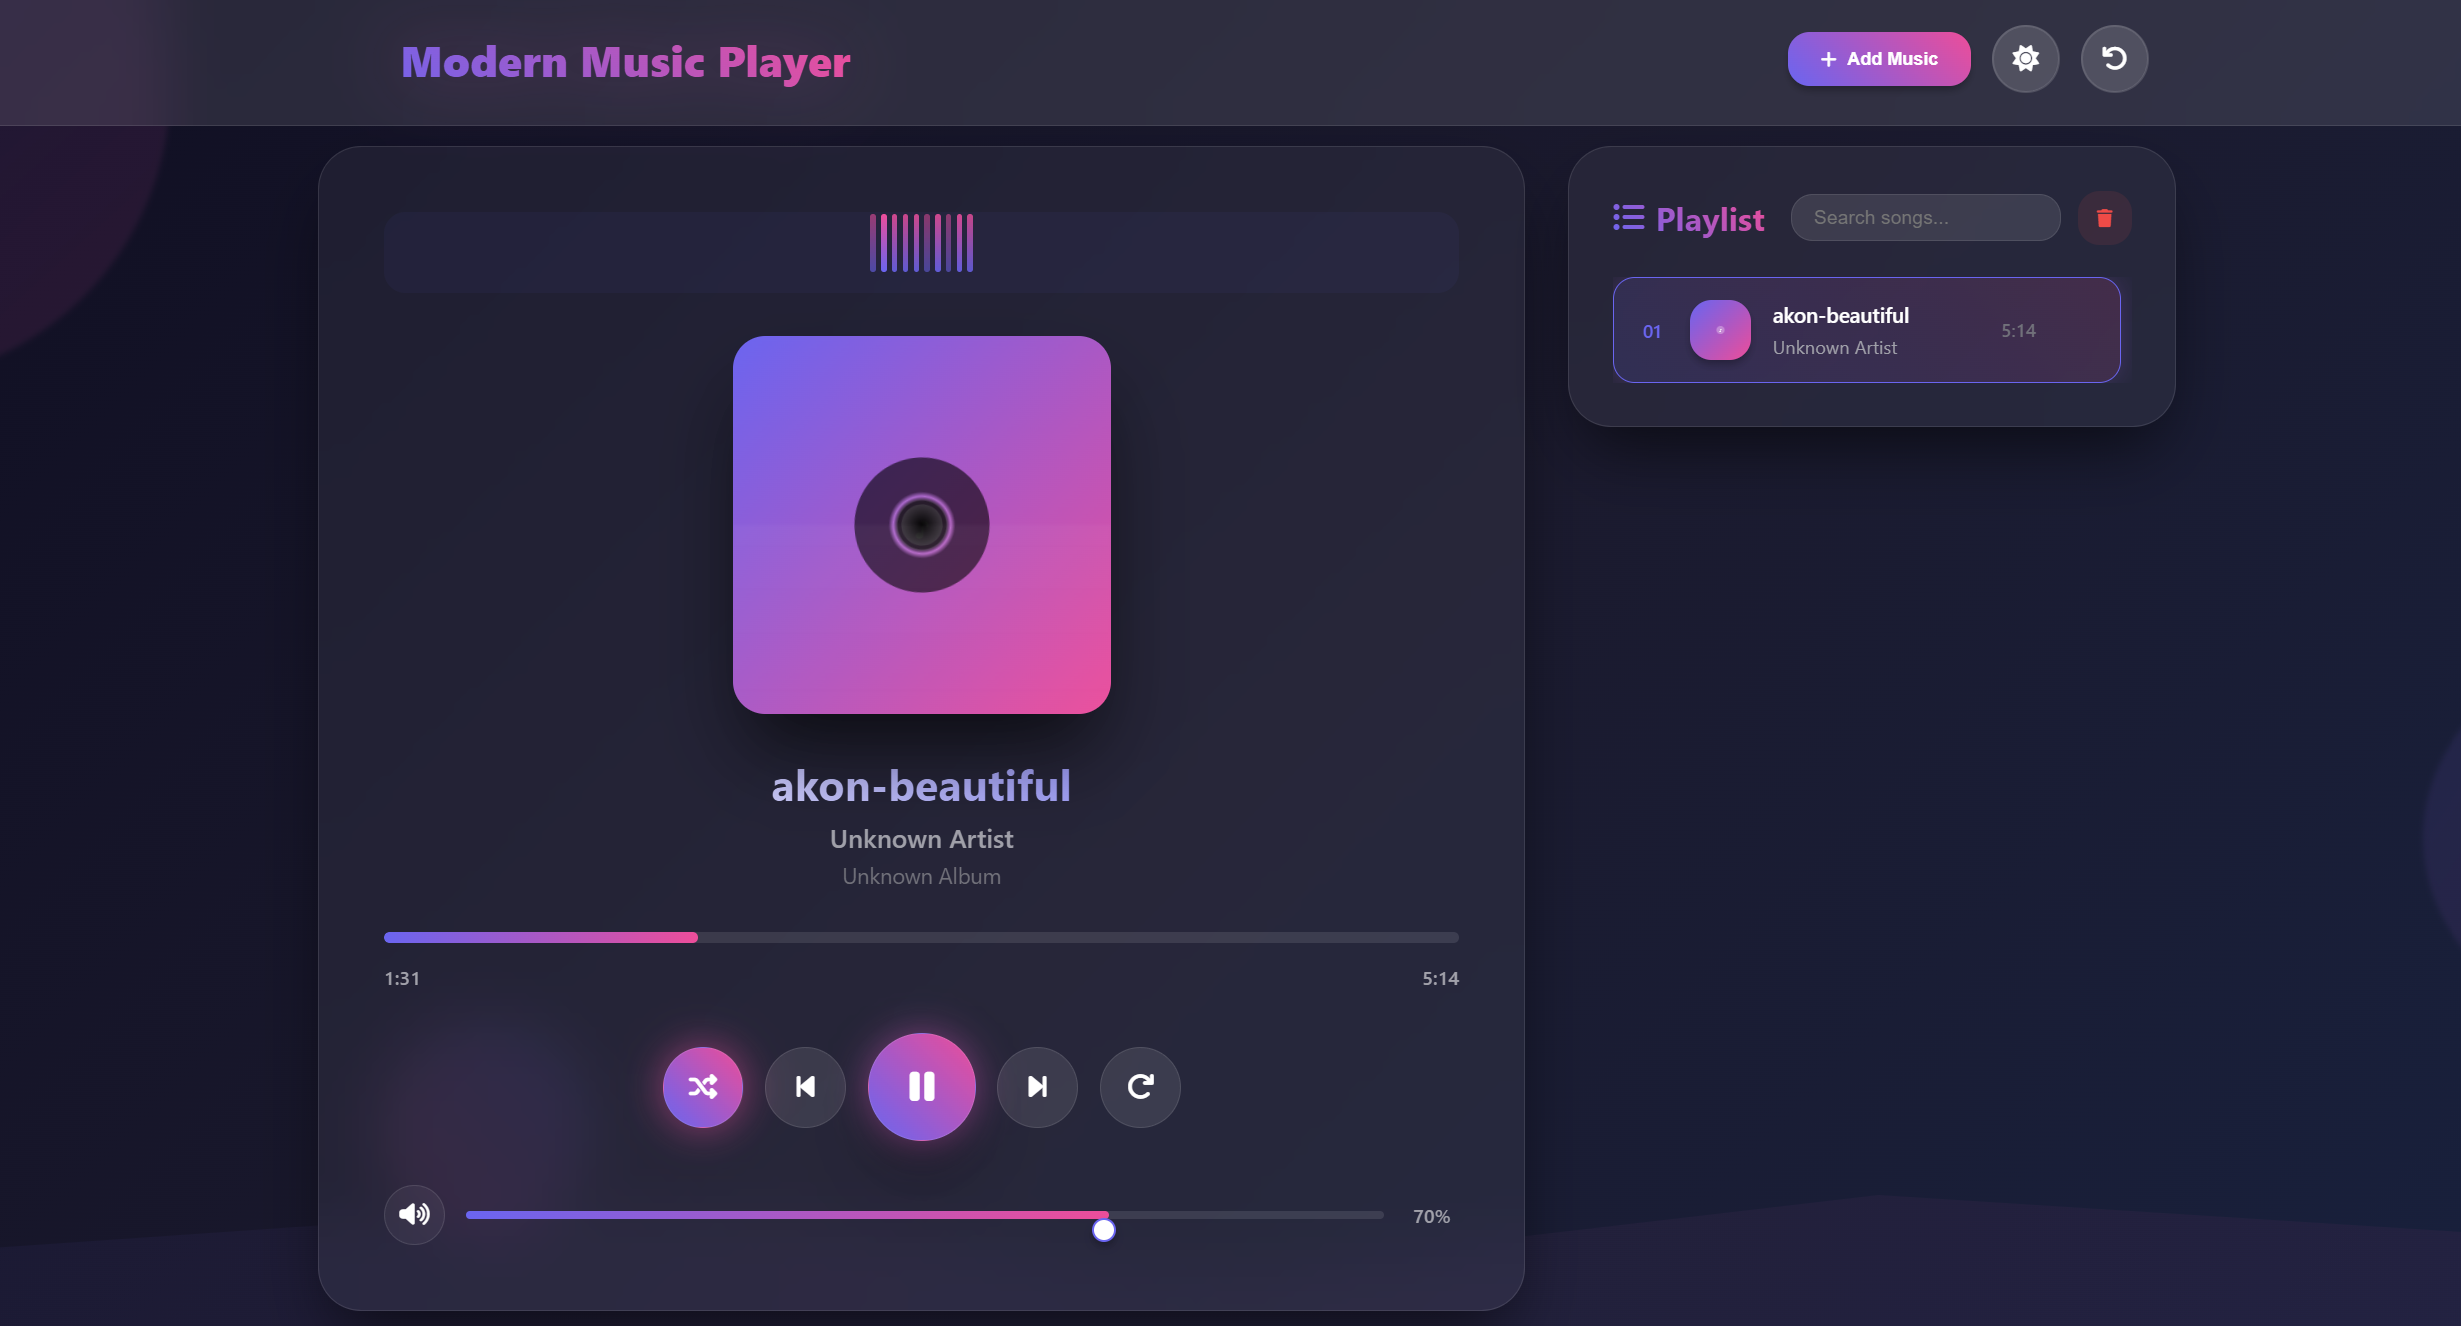 Modern Music Player
+ Add Music
Playlist
Search songs...
01
akon-beautiful
5:14
Unknown Artist
akon-beautiful
Unknown Artist
Unknown Album
1:31
5:14
70%